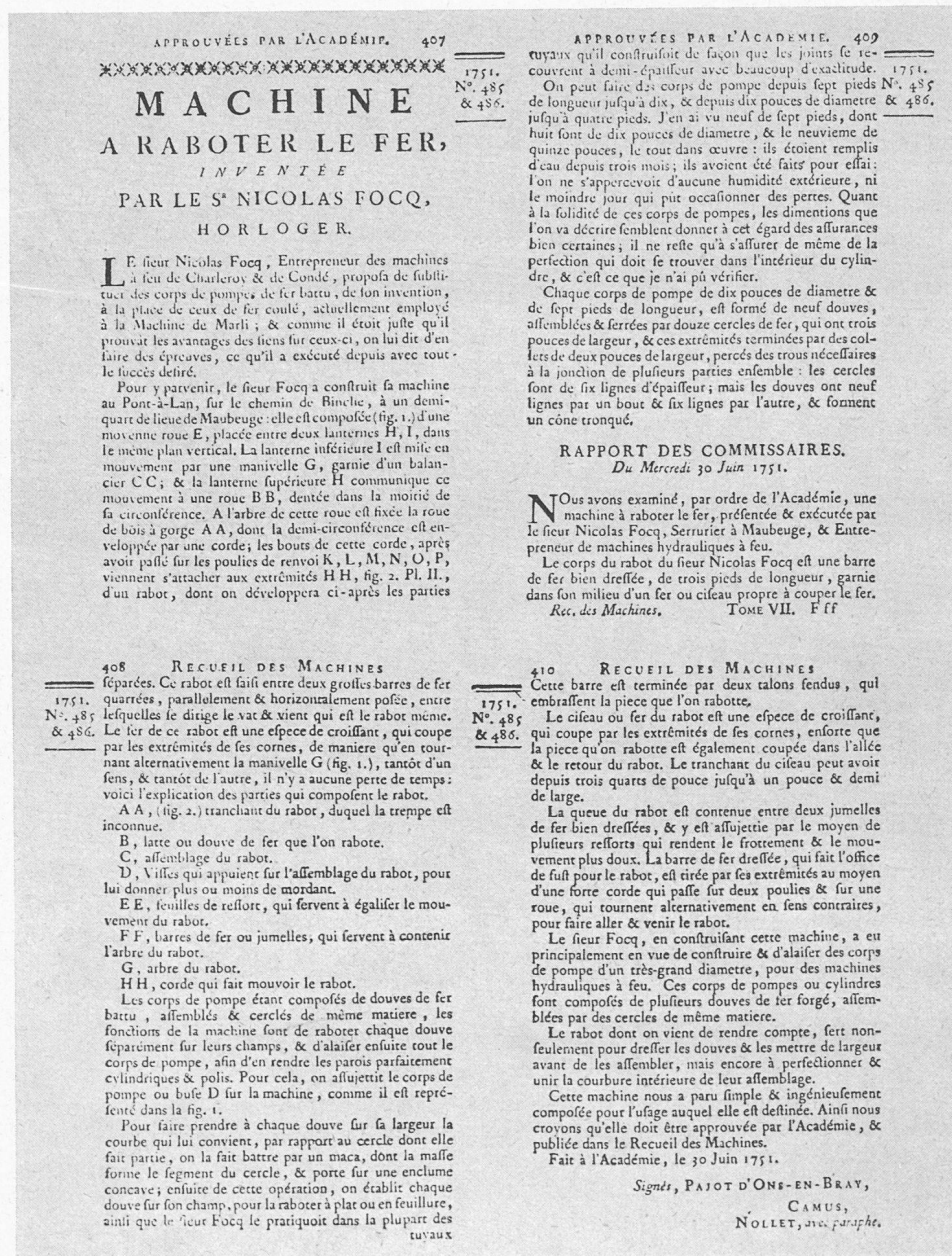 APPROUVÉES PAR L'ACADÉMIE. 407
1751.
Nº. 485
& 486.
MACHINE
A RABOTER LE FER,
INVENTÉE
PAR LE Sʀ NICOLAS FOCQ,
HORLOGER.
LE sieur Nicolas Focq, Entrepreneur des machines
à feu de Charleroy & de Condé, proposa de substi-
tuer des corps de pompes de fer battu, de son invention,
à la place de ceux de fer coulé, actuellement employé
à la Machine de Marli ; & comme il étoit juste qu'il
prouvât les avantages des siens sur ceux-ci, on lui dit d'en
faire des épreuves, ce qu'il a exécuté depuis avec tout
le succès desiré.
Pour y parvenir, le sieur Focq a construit sa machine
au Pont-à-Lan, sur le chemin de Binche, à un demi-
quart de lieue de Maubeuge : elle est composée (fig. 1.) d'une
moyenne roue E, placée entre deux lanternes H, I, dans
le même plan vertical. La lanterne inférieure I est mise en
mouvement par une manivelle G, garnie d'un balan-
cier CC ; & la lanterne supérieure H communique ce
mouvement à une roue BB, dentée dans la moitié de
sa circonférence. A l'arbre de cette roue est fixée la roue
de bois à gorge AA, dont la demi-circonférence est en-
veloppée par une corde ; les bouts de cette corde, après
avoir passé sur les poulies de renvoi K, L, M, N, O, P,
viennent s'attacher aux extrêmités HH, fig. 2. Pl. II.,
d'un rabot, dont on développera ci-après les parties
408 RECUEIL DES MACHINES
1751.
Nº. 485
& 486.
séparées. Ce rabot est saisi entre deux grosses barres de fer
quarrées, parallelement & horizontalement posée, entre
lesquelles se dirige le vat & vient qui est le rabot même.
Le fer de ce rabot est une espece de croissant, qui coupe
par les extrêmités de ses cornes, de maniere qu'en tour-
nant alternativement la manivelle G (fig. 1.), tantôt d'un
sens, & tantôt de l'autre, il n'y a aucune perte de temps :
voici l'explication des parties qui composent le rabot.
AA, (fig. 2.) tranchant du rabot, duquel la trempe est
inconnue.
B, latte ou douve de fer que l'on rabote.
C, assemblage du rabot.
D, Visses qui appuient sur l'assemblage du rabot, pour
lui donner plus ou moins de mordant.
EE, feuilles de ressort, qui servent à égaliser le mou-
vement du rabot.
FF, barres de fer ou jumelles, qui servent à contenir
l'arbre du rabot.
G, arbre du rabot.
HH, corde qui fait mouvoir le rabot.
Les corps de pompe étant composés de douves de fer
battu, assemblés & cerclés de même matiere, les
fonctions de la machine sont de raboter chaque douve
séparément sur leurs champs, & d'alaiser ensuite tout le
corps de pompe, afin d'en rendre les parois parfaitement
cylindriques & polis. Pour cela, on assujettit le corps de
pompe ou buse D sur la machine, comme il est repré-
senté dans la fig. 1.
Pour faire prendre à chaque douve sur sa largeur la
courbe qui lui convient, par rapport au cercle dont elle
fait partie, on la fait battre par un maca, dont la masse
forme le segment du cercle, & porte sur une enclume
concave ; ensuite de cette opération, on établit chaque
douve sur son champ, pour la raboter à plat ou en feuillure,
ainsi que le sieur Focq le pratiquoit dans la plupart des
tuyaux
APPROUVÉES PAR L'ACADEMIE. 409
1751.
Nº. 485
& 486.
tuyaux qu'il construisoit de façon que les joints se re-
couvrent à demi-épaisseur avec beaucoup d'exactitude.
On peut faire des corps de pompe depuis sept pieds
de longueur jusqu'à dix, & depuis dix pouces de diametre
jusqu'à quatre pieds. J'en ai vu neuf de sept pieds, dont
huit sont de dix pouces de diametre, & le neuvieme de
quinze pouces, le tout dans œuvre : ils étoient remplis
d'eau depuis trois mois ; ils avoient été faits pour essai :
l'on ne s'appercevoit d'aucune humidité extérieure, ni
le moindre jour qui pût occasionner des pertes. Quant
à la solidité de ces corps de pompes, les dimentions que
l'on va décrire semblent donner à cet égard des assurances
bien certaines ; il ne reste qu'à s'assurer de même de la
perfection qui doit se trouver dans l'intérieur du cylin-
dre, & c'est ce que je n'ai pû vérifier.
Chaque corps de pompe de dix pouces de diametre &
de sept pieds de longueur, est formé de neuf douves,
assemblées & serrées par douze cercles de fer, qui ont trois
pouces de largeur, & ces extrêmités terminées par des col-
lets de deux pouces de largeur, percés des trous nécessaires
à la jonction de plusieurs parties ensemble : les cercles
sont de six lignes d'épaisseur ; mais les douves ont neuf
lignes par un bout & six lignes par l'autre, & forment
un cône tronqué.
RAPPORT DES COMMISSAIRES.
Du Mercredi 30 Juin 1751.
NOus avons examiné, par ordre de l'Académie, une
machine à raboter le fer, présentée & exécutée par
le sieur Nicolas Focq, Serrurier à Maubeuge, & Entre-
preneur de machines hydrauliques à feu.
Le corps du rabot du sieur Nicolas Focq est une barre
de fer bien dressée, de trois pieds de longueur, garnie
dans son milieu d'un fer ou ciseau propre à couper le fer.
Rec. des Machines. TOME VII. Fff
410 RECUEIL DES MACHINES
1751.
Nº. 485
& 486.
Cette barre est terminée par deux talons fendus, qui
embrassent la piece que l'on rabotte.
Le ciseau ou fer du rabot est une espece de croissant,
qui coupe par les extrêmités de ses cornes, ensorte que
la piece qu'on rabotte est également coupée dans l'allée
& le retour du rabot. Le tranchant du ciseau peut avoir
depuis trois quarts de pouce jusqu'à un pouce & demi
de large.
La queue du rabot est contenue entre deux jumelles
de fer bien dressées, & y est assujettie par le moyen de
plusieurs ressorts qui rendent le frottement & le mou-
vement plus doux. La barre de fer dressée, qui fait l'office
de fust pour le rabot, est tirée par ses extrêmités au moyen
d'une forte corde qui passe sur deux poulies & sur une
roue, qui tournent alternativement en sens contraires,
pour faire aller & venir le rabot.
Le sieur Focq, en construisant cette machine, a eu
principalement en vue de construire & d'alaiser des corps
de pompe d'un très-grand diametre, pour des machines
hydrauliques à feu. Ces corps de pompes ou cylindres
sont composés de plusieurs douves de fer forgé, assem-
blées par des cercles de même matiere.
Le rabot dont on vient de rendre compte, sert non-
seulement pour dresser les douves & les mettre de largeur
avant de les assembler, mais encore à perfectionner &
unir la courbure intérieure de leur assemblage.
Cette machine nous a paru simple & ingénieusement
composée pour l'usage auquel elle est destinée. Ainsi nous
croyons qu'elle doit être approuvée par l'Académie, &
publiée dans le Recueil des Machines.
Fait à l'Académie, le 30 Juin 1751.
Signés, PAJOT D'ONS-EN-BRAY,
CAMUS,
NOLLET, avec paraphe.